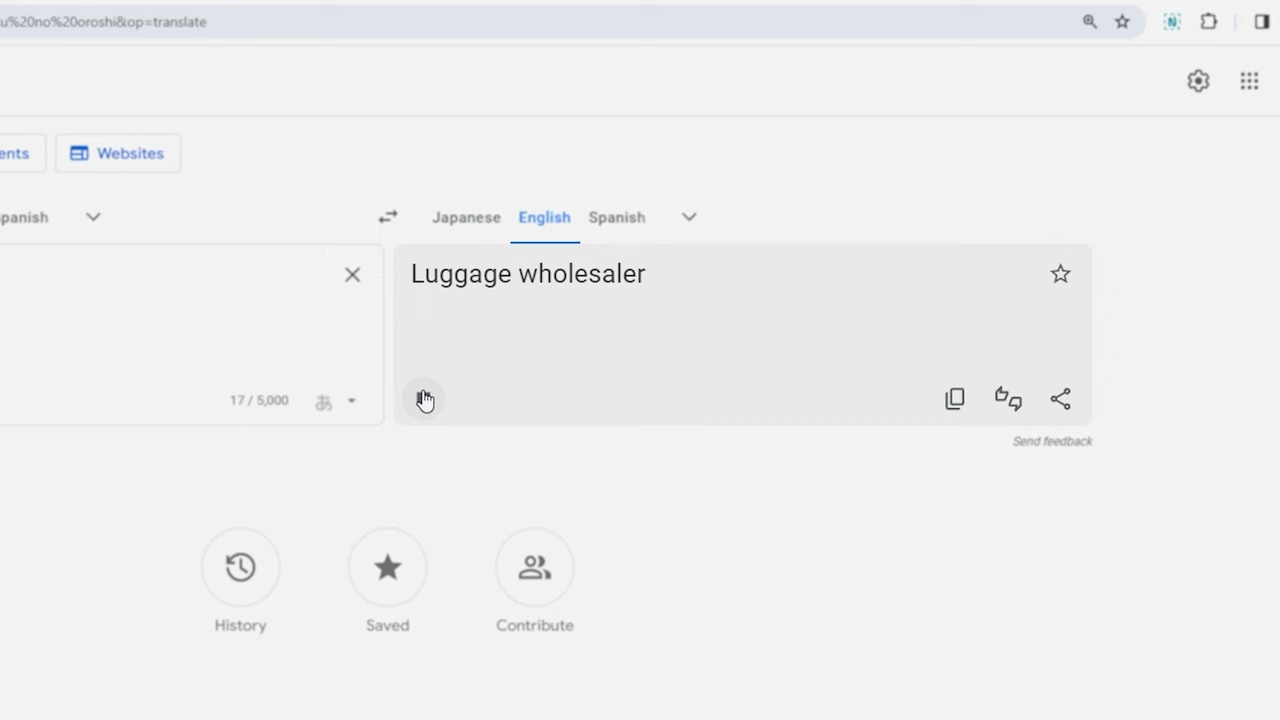 u%20no%20oroshi&op=translate
ents
Websites
panish
Japanese English Spanish
Luggage wholesaler
17 / 5,000
あ
Send feedback
History
Saved
Contribute